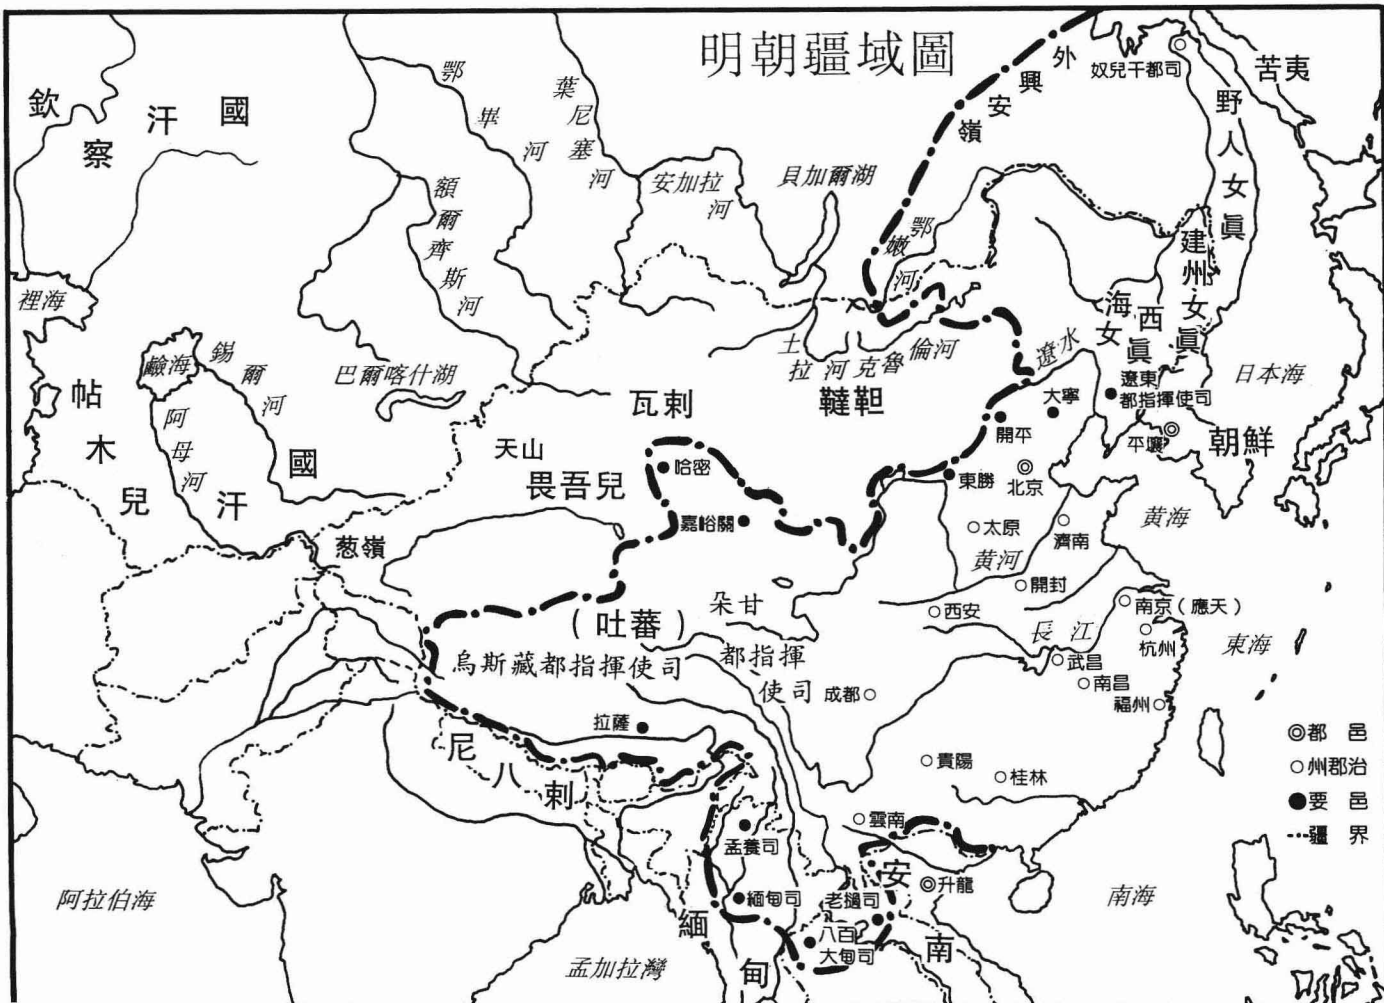 明朝疆域圖
欽察汗國
鄂畢河
葉尼塞河
額爾齊斯河
安加拉河
貝加爾湖
外興安嶺
奴兒干都司
苦夷
野人女眞
鄂嫩河
建州女眞
海西女眞
裡海
鹹海
錫爾河
阿母河
巴爾喀什湖
帖木兒汗國
土拉河
克魯倫河
遼水
日本海
瓦剌
韃靼
大寧
遼東
都指揮使司
開平
平壤
朝鮮
天山
畏吾兒
哈密
東勝
北京
嘉峪關
太原
濟南
黄海
葱嶺
黄河
開封
朵甘
都指揮
使司
西安
南京（應天）
（吐蕃）
烏斯藏都指揮使司
長江
杭州
東海
武昌
成都
南昌
福州
拉薩
尼八剌
貴陽
桂林
雲南
孟養司
緬甸司
老撾司
八百
大甸司
安南
升龍
南海
阿拉伯海
孟加拉灣
緬甸
都邑
州郡治
要邑
疆界